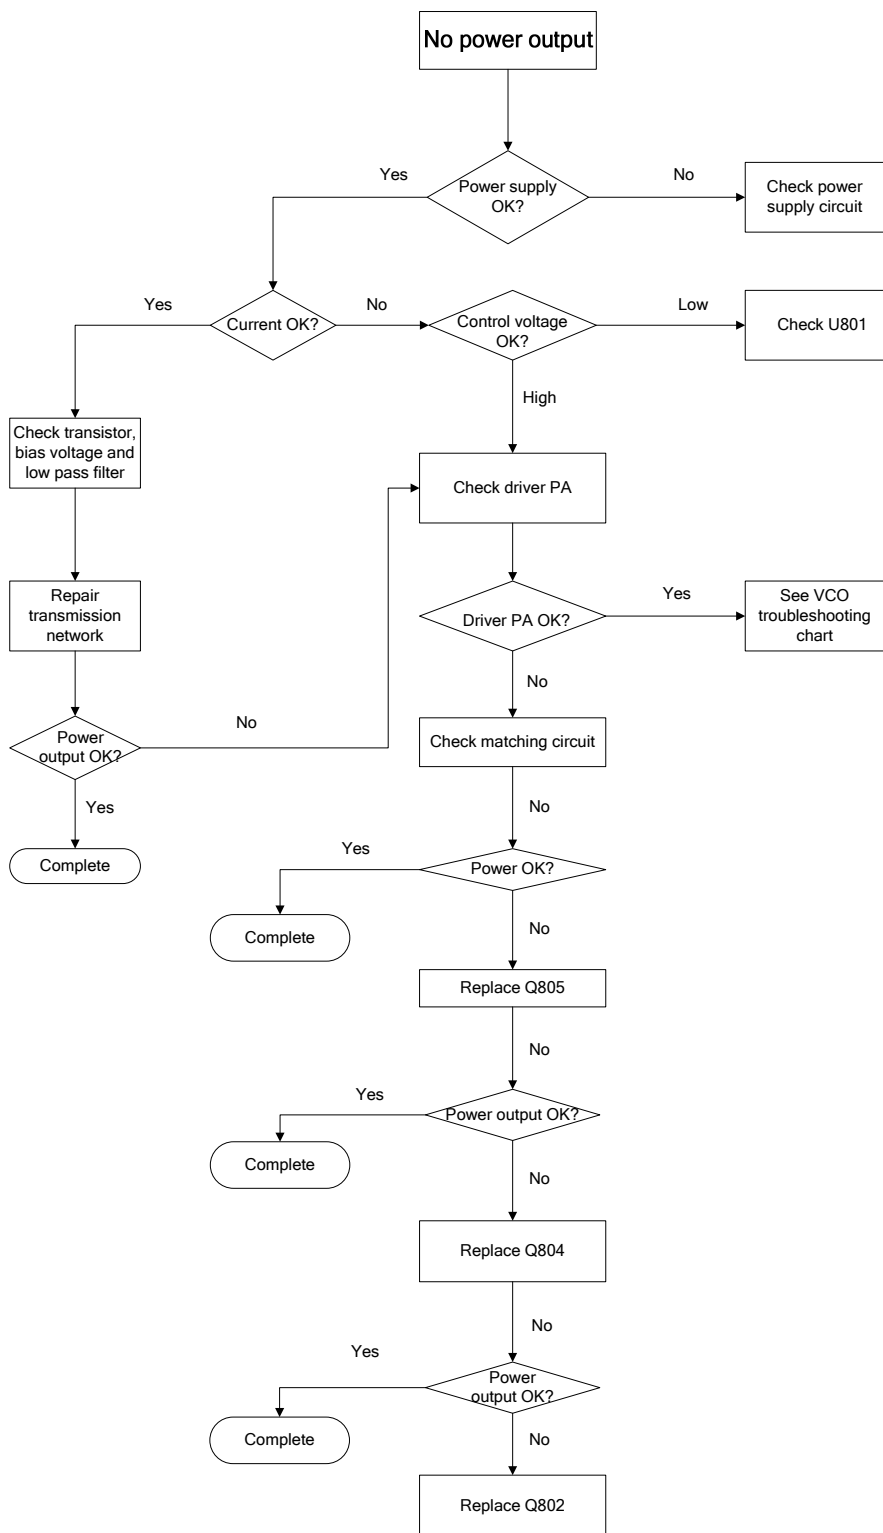 No power output
Yes
Power supply
OK?
No
Check power
supply circuit
Yes
Current OK?
No
Control voltage
OK?
Low
Check U801
High
Check transistor,
bias voltage and
low pass filter
Check driver PA
Repair
transmission
network
Driver PA OK?
Yes
See VCO
troubleshooting
chart
No
Power
output OK?
No
Check matching circuit
Yes
No
Complete
Yes
Power OK?
Complete
No
Replace Q805
No
Yes
Power output OK?
Complete
No
Replace Q804
No
Yes
Power
output OK?
Complete
No
Replace Q802